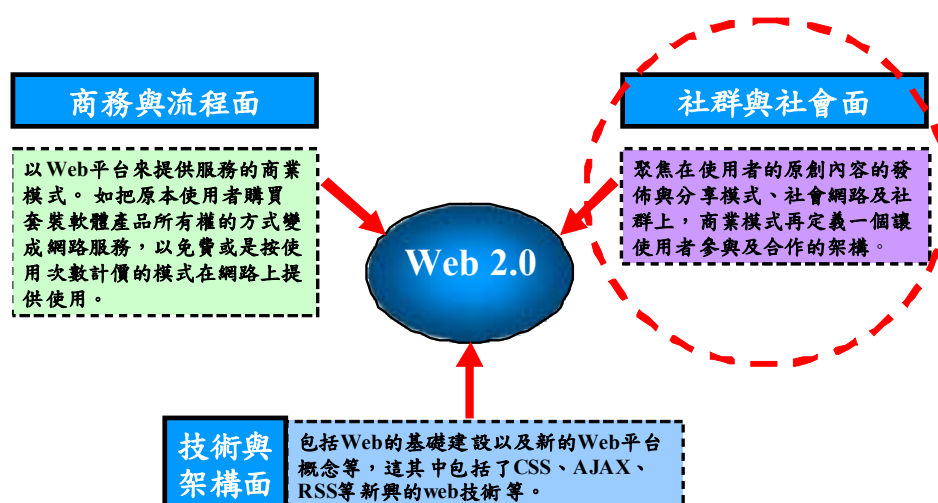 商務與流程面
以Web平台來提供服務的商業
模式。如把原本使用者購買
套裝軟體產品所有權的方式變
成網路服務，以免費或是按使
用次數計價的模式在網路上提
供使用。
社群與社會面
聚焦在使用者的原創內容的發
佈與分享模式、社會網路及社
群上，商業模式再定義一個讓
使用者參與及合作的架構。
Web 2.0
技術與
架構面
包括Web的基礎建設以及新的Web平台
概念等，這其中包括了CSS、AJAX、
RSS等新興的web技術等。